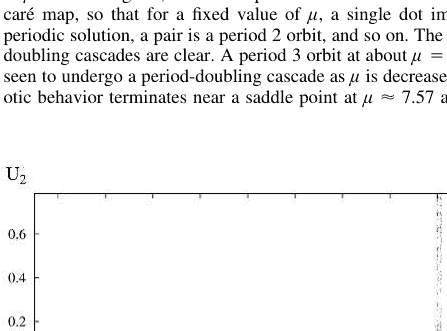 caré map, so that for a fixed value of μ, a single dot im
periodic solution, a pair is a period 2 orbit, and so on. The
doubling cascades are clear. A period 3 orbit at about μ =
seen to undergo a period-doubling cascade as μ is decrease
otic behavior terminates near a saddle point at μ ≈ 7.57 a
U₂
0.6
0.4
0.2